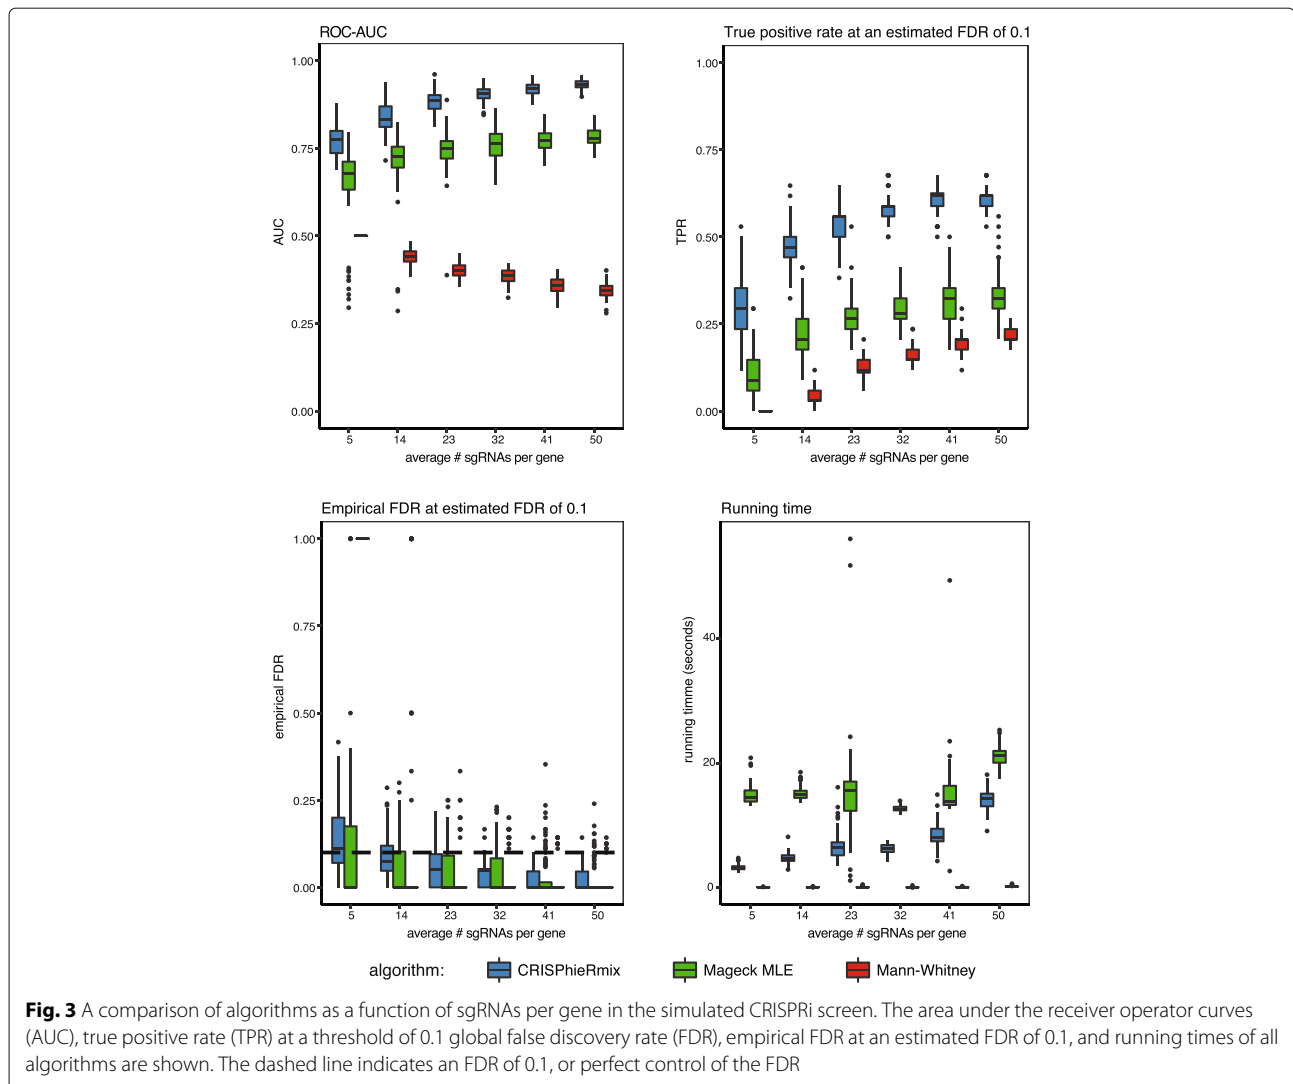 ROC-AUC
1.00
0.75
0.50
0.25
0.00
AUC
5 14 23 32 41 50
average # sgRNAs per gene
True positive rate at an estimated FDR of 0.1
1.00
0.75
0.50
0.25
0.00
TPR
5 14 23 32 41 50
average # sgRNAs per gene
Empirical FDR at estimated FDR of 0.1
1.00
0.75
0.50
0.25
0.00
empirical FDR
5 14 23 32 41 50
average # sgRNAs per gene
Running time
40
20
0
running timme (seconds)
5 14 23 32 41 50
average # sgRNAs per gene
algorithm: CRISPhieRmix Mageck MLE Mann-Whitney
Fig. 3 A comparison of algorithms as a function of sgRNAs per gene in the simulated CRISPRi screen. The area under the receiver operator curves
(AUC), true positive rate (TPR) at a threshold of 0.1 global false discovery rate (FDR), empirical FDR at an estimated FDR of 0.1, and running times of all
algorithms are shown. The dashed line indicates an FDR of 0.1, or perfect control of the FDR